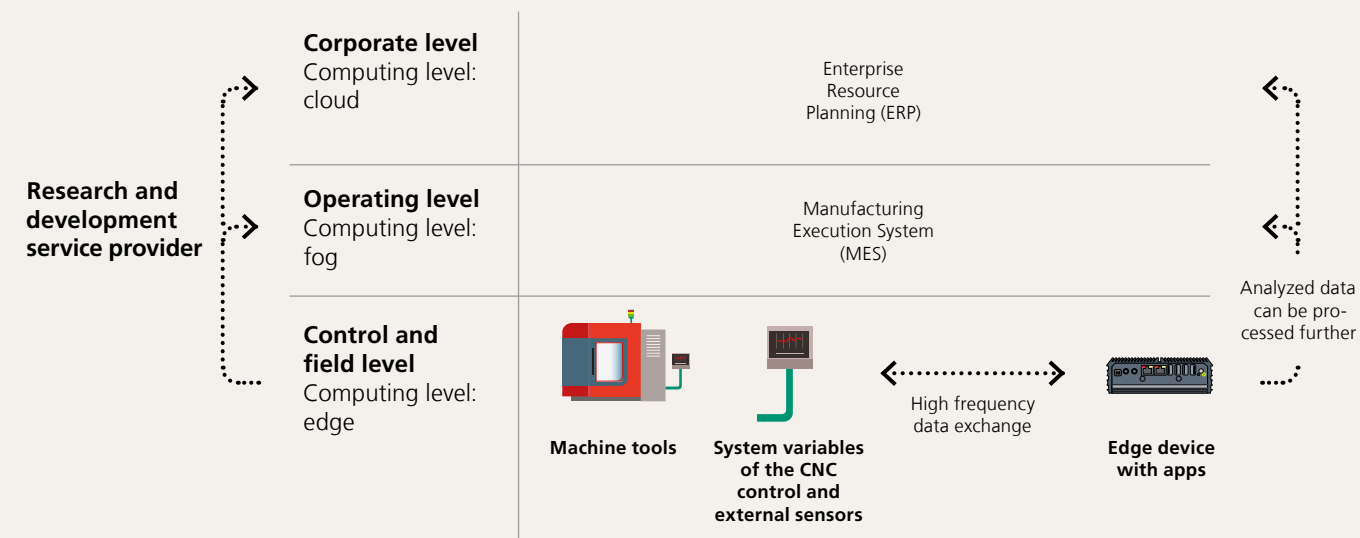 Research and
development
service provider
Corporate level
Computing level:
cloud
Enterprise
Resource
Planning (ERP)
Operating level
Computing level:
fog
Manufacturing
Execution System
(MES)
Control and
field level
Computing level:
edge
Machine tools
System variables
of the CNC
control and
external sensors
High frequency
data exchange
Edge device
with apps
Analyzed data
can be pro-
cessed further